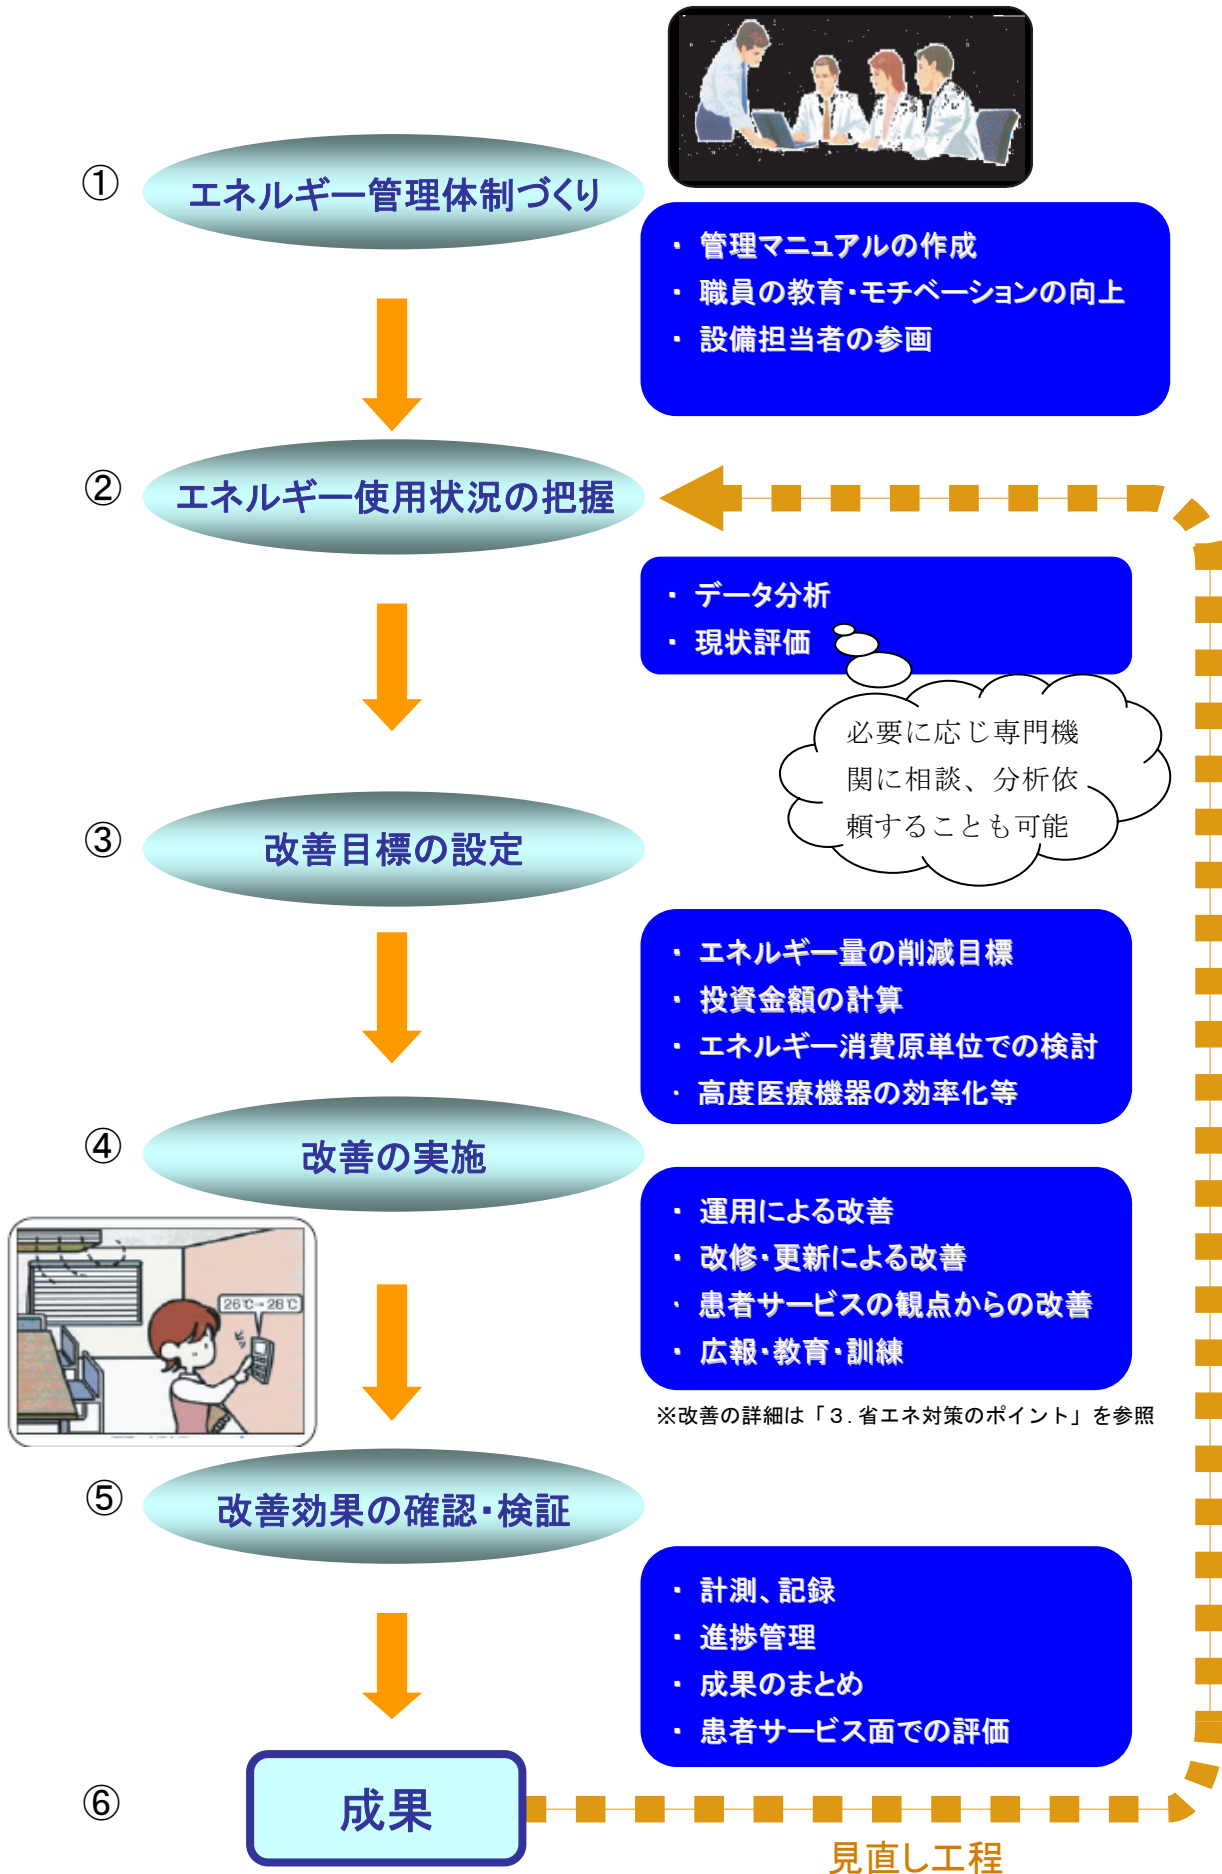 ①
エネルギー管理体制づくり
・ 管理マニュアルの作成
・ 職員の教育・モチベーションの向上
・ 設備担当者の参画
②
エネルギー使用状況の把握
・ データ分析
・ 現状評価
必要に応じ専門機
関に相談、分析依
頼することも可能
③
改善目標の設定
・ エネルギー量の削減目標
・ 投資金額の計算
・ エネルギー消費原単位での検討
・ 高度医療機器の効率化等
④
改善の実施
・ 運用による改善
・ 改修・更新による改善
・ 患者サービスの観点からの改善
・ 広報・教育・訓練
26℃→28℃
ピッ
※改善の詳細は「３．省エネ対策のポイント」を参照
⑤
改善効果の確認・検証
・ 計測、記録
・ 進捗管理
・ 成果のまとめ
・ 患者サービス面での評価
⑥
成果
見直し工程